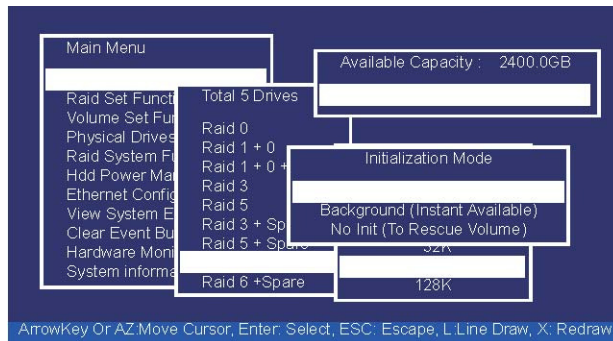 Main Menu
Raid Set Functi
Volume Set Fun
Physical Drives
Raid System Fu
Hdd Power Man
Ethernet Config
View System E
Clear Event Bu
Hardware Moni
System informa
Total 5 Drives
Raid 0
Raid 1 + 0
Raid 1 + 0 +
Raid 3
Raid 5
Raid 3 + Sp
Raid 5 + Spare
Raid 6 +Spare
Available Capacity : 2400.0GB
Initialization Mode
Background (Instant Available)
No Init (To Rescue Volume)
32K
128K
ArrowKey Or AZ:Move Cursor, Enter: Select, ESC: Escape, L:Line Draw, X: Redraw